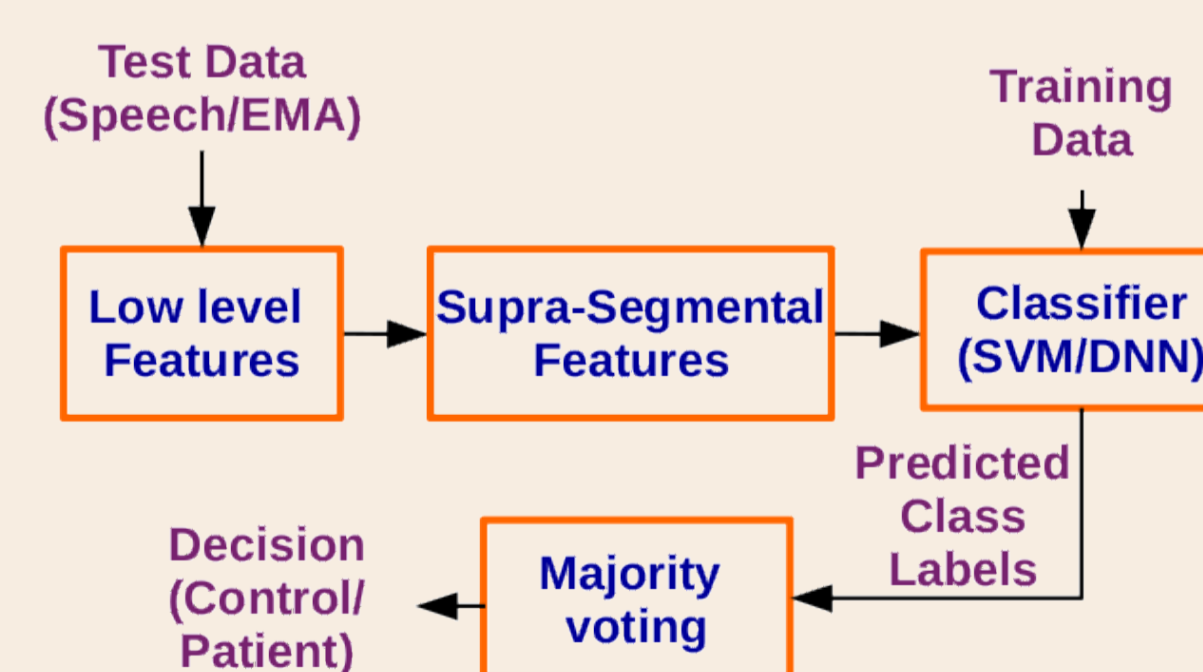 Test Data
(Speech/EMA)
Training
Data
Low level
Features
Supra-Segmental
Features
Classifier
(SVM/DNN)
Predicted
Class
Labels
Majority
voting
Decision
(Control/
Patient)